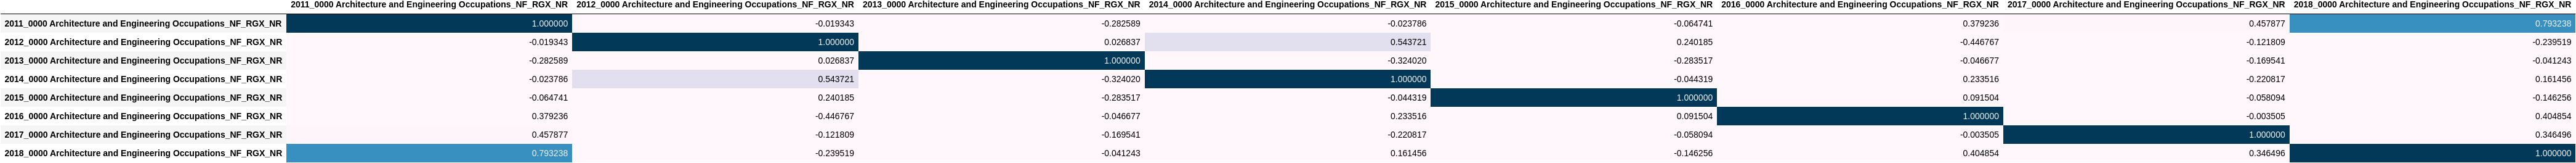 2011_0000 Architecture and Engineering Occupations_NF_RGX_NR 2012_0000 Architecture and Engineering Occupations_NF_RGX_NR 2013_0000 Architecture and Engineering Occupations_NF_RGX_NR 2014_0000 Architecture and Engineering Occupations_NF_RGX_NR 2015_0000 Architecture and Engineering Occupations_NF_RGX_NR 2016_0000 Architecture and Engineering Occupations_NF_RGX_NR 2017_0000 Architecture and Engineering Occupations_NF_RGX_NR 2018_0000 Architecture and Engineering Occupations_NF_RGX_NR
2011_0000 Architecture and Engineering Occupations_NF_RGX_NR 1.000000 -0.019343 -0.282589 -0.023786 -0.064741 0.379236 0.457877 0.793238
2012_0000 Architecture and Engineering Occupations_NF_RGX_NR -0.019343 1.000000 0.026837 0.543721 0.240185 -0.446767 -0.121809 -0.239519
2013_0000 Architecture and Engineering Occupations_NF_RGX_NR -0.282589 0.026837 1.000000 -0.324020 -0.283517 -0.046677 -0.169541 -0.041243
2014_0000 Architecture and Engineering Occupations_NF_RGX_NR -0.023786 0.543721 -0.324020 1.000000 -0.044319 0.233516 -0.220817 0.161456
2015_0000 Architecture and Engineering Occupations_NF_RGX_NR -0.064741 0.240185 -0.283517 -0.044319 1.000000 0.091504 -0.058094 -0.146256
2016_0000 Architecture and Engineering Occupations_NF_RGX_NR 0.379236 -0.446767 -0.046677 0.233516 0.091504 1.000000 -0.003505 0.404854
2017_0000 Architecture and Engineering Occupations_NF_RGX_NR 0.457877 -0.121809 -0.169541 -0.220817 -0.058094 -0.003505 1.000000 0.346496
2018_0000 Architecture and Engineering Occupations_NF_RGX_NR 0.793238 -0.239519 -0.041243 0.161456 -0.146256 0.404854 0.346496 1.000000